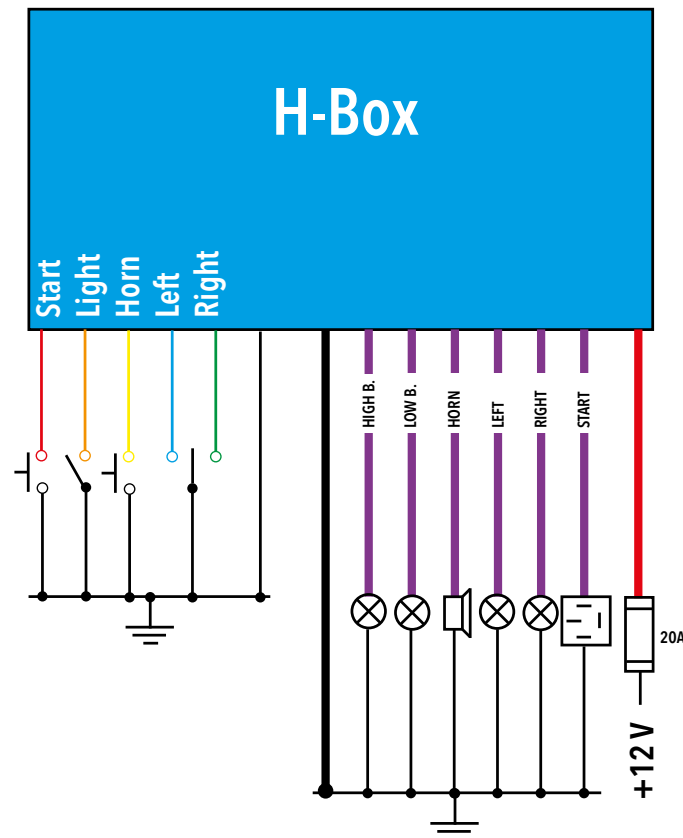 H-Box
Start
Light
Horn
Left
Right
HIGH B.
LOW B.
HORN
LEFT
RIGHT
START
20A
+12 V